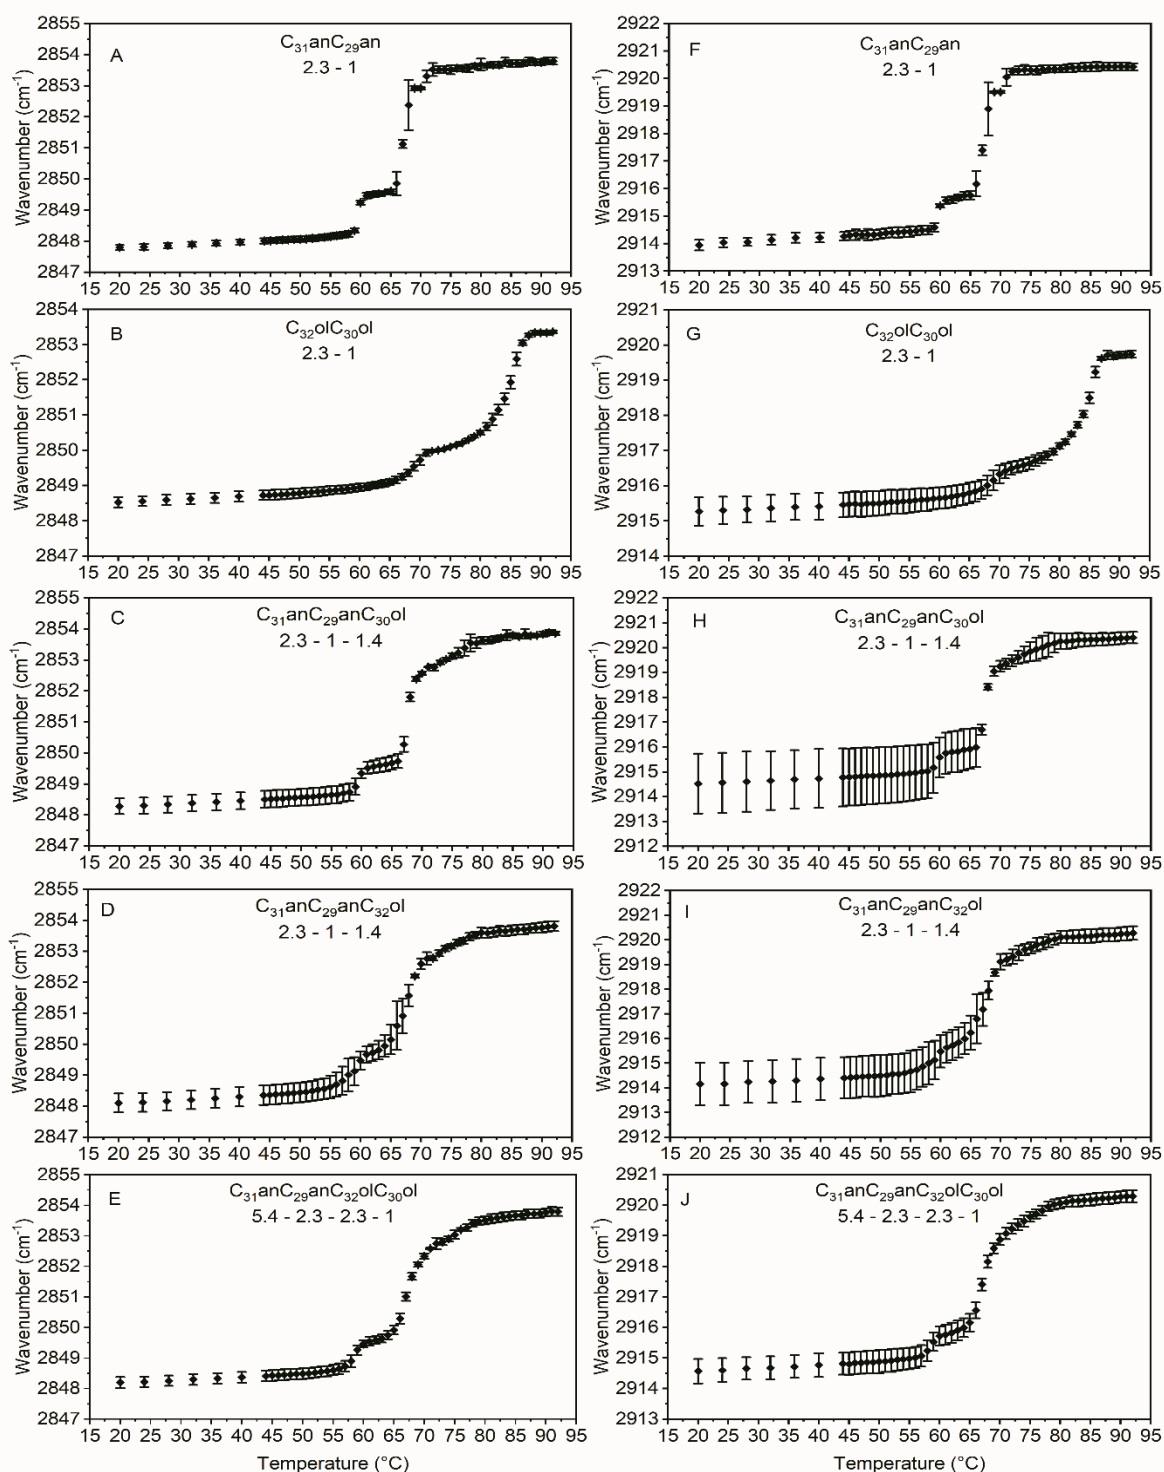 A
C31anC29an
2.3 - 1
Wavenumber (cm-1)
2855
2854
2853
2852
2851
2850
2849
2848
2847
15 20 25 30 35 40 45 50 55 60 65 70 75 80 85 90 95
F
C31anC29an
2.3 - 1
Wavenumber (cm-1)
2922
2921
2920
2919
2918
2917
2916
2915
2914
2913
15 20 25 30 35 40 45 50 55 60 65 70 75 80 85 90 95
B
C32olC30ol
2.3 - 1
Wavenumber (cm-1)
2854
2853
2852
2851
2850
2849
2848
2847
15 20 25 30 35 40 45 50 55 60 65 70 75 80 85 90 95
G
C32olC30ol
2.3 - 1
Wavenumber (cm-1)
2921
2920
2919
2918
2917
2916
2915
2914
15 20 25 30 35 40 45 50 55 60 65 70 75 80 85 90 95
C
C31anC29anC30ol
2.3 - 1 - 1.4
Wavenumber (cm-1)
2855
2854
2853
2852
2851
2850
2849
2848
2847
15 20 25 30 35 40 45 50 55 60 65 70 75 80 85 90 95
H
C31anC29anC30ol
2.3 - 1 - 1.4
Wavenumber (cm-1)
2922
2921
2920
2919
2918
2917
2916
2915
2914
2913
2912
15 20 25 30 35 40 45 50 55 60 65 70 75 80 85 90 95
D
C31anC29anC32ol
2.3 - 1 - 1.4
Wavenumber (cm-1)
2855
2854
2853
2852
2851
2850
2849
2848
2847
15 20 25 30 35 40 45 50 55 60 65 70 75 80 85 90 95
I
C31anC29anC32ol
2.3 - 1 - 1.4
Wavenumber (cm-1)
2922
2921
2920
2919
2918
2917
2916
2915
2914
2913
2912
15 20 25 30 35 40 45 50 55 60 65 70 75 80 85 90 95
E
C31anC29anC32olC30ol
5.4 - 2.3 - 2.3 - 1
Wavenumber (cm-1)
2855
2854
2853
2852
2851
2850
2849
2848
2847
15 20 25 30 35 40 45 50 55 60 65 70 75 80 85 90 95
Temperature (°C)
J
C31anC29anC32olC30ol
5.4 - 2.3 - 2.3 - 1
Wavenumber (cm-1)
2921
2920
2919
2918
2917
2916
2915
2914
2913
15 20 25 30 35 40 45 50 55 60 65 70 75 80 85 90 95
Temperature (°C)